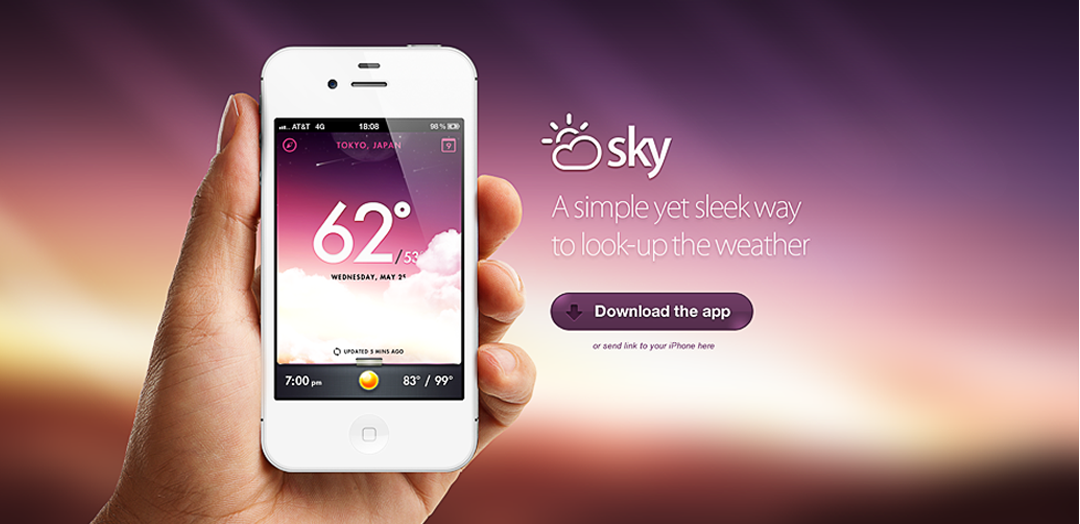 AT&T 4G 18:08 98 %
TOKYO, JAPAN
62°/53
WEDNESDAY, MAY
UPDATED 5 MINS AGO
7:00 pm 83° / 99°
sky
A simple yet sleek way
to look-up the weather
Download the app
or send link to your iPhone here